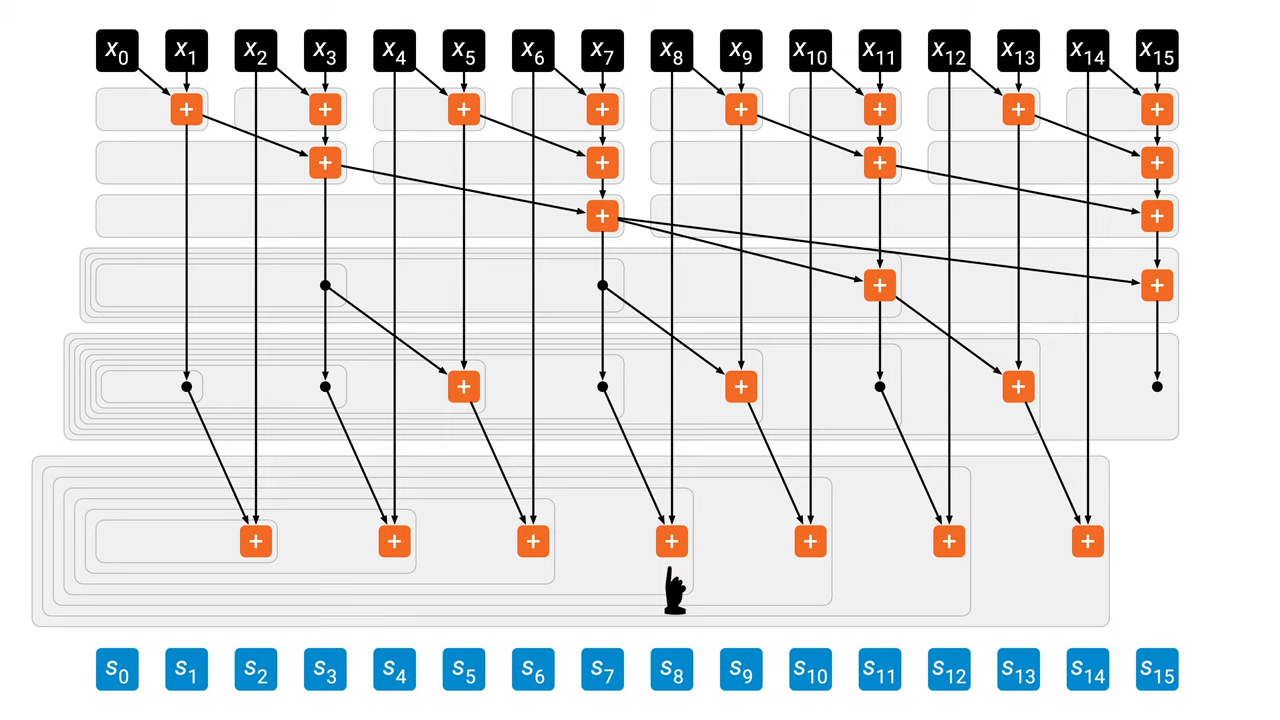 x₀ x₁ x₂ x₃ x₄ x₅ x₆ x₇ x₈ x₉ x₁₀ x₁₁ x₁₂ x₁₃ x₁₄ x₁₅
+ + + + + + + +
+ + + +
+ +
+ +
+ + +
+ + + + + + +
s₀ s₁ s₂ s₃ s₄ s₅ s₆ s₇ s₈ s₉ s₁₀ s₁₁ s₁₂ s₁₃ s₁₄ s₁₅